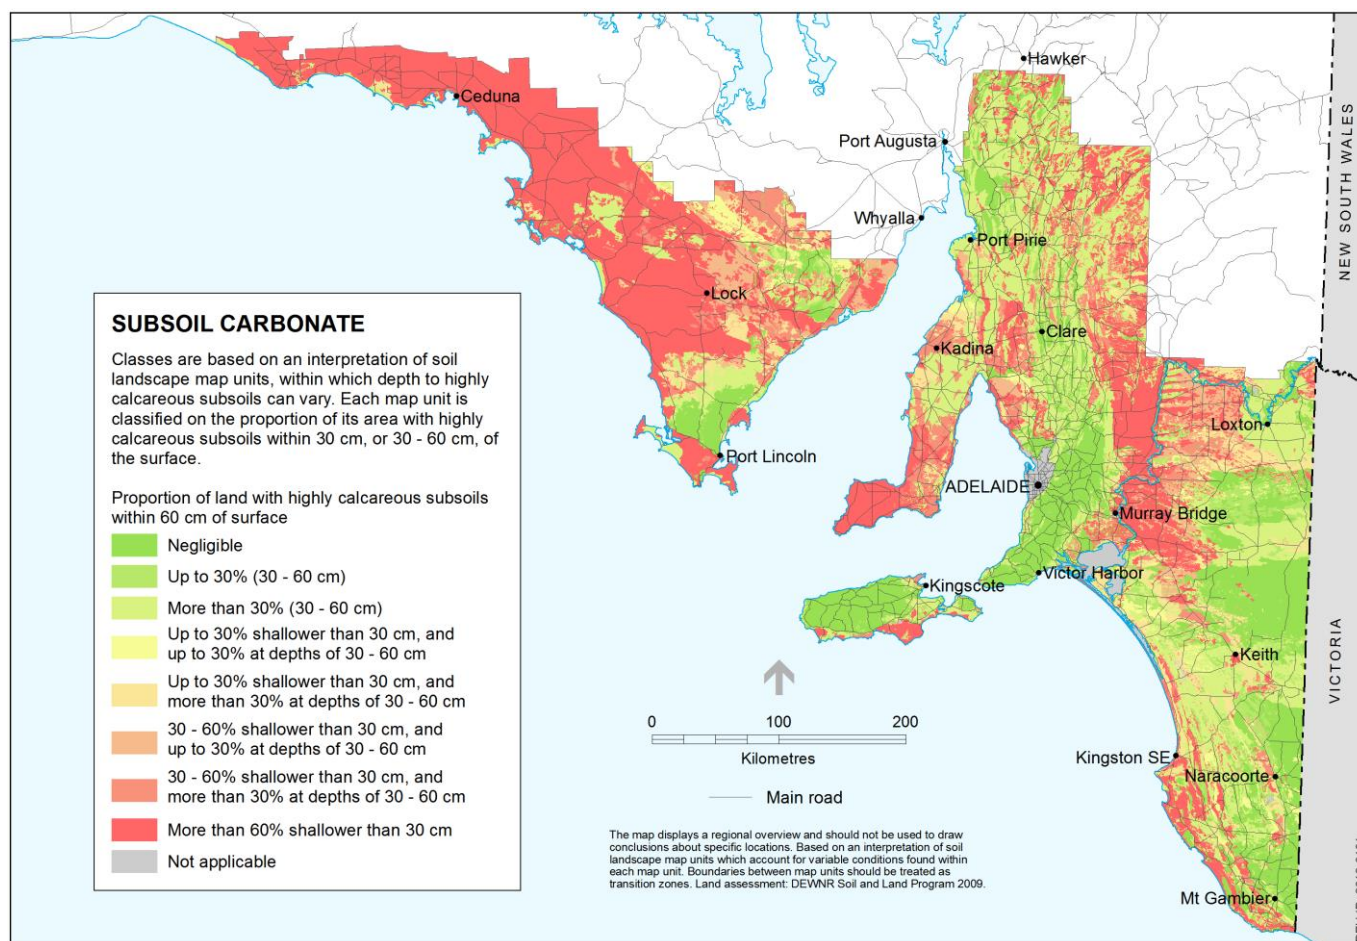 Hawker
Ceduna
Port Augusta
Whyalla
Port Pirie
Lock
Clare
Kadina
Loxton
Port Lincoln
ADELAIDE
Murray Bridge
Victor Harbor
Kingscote
Keith
Kingston SE
Naracoorte
Mt Gambier
NEW SOUTH WALES
VICTORIA
SUBSOIL CARBONATE
Classes are based on an interpretation of soil
landscape map units, within which depth to highly
calcareous subsoils can vary. Each map unit is
classified on the proportion of its area with highly
calcareous subsoils within 30 cm, or 30 - 60 cm, of
the surface.
Proportion of land with highly calcareous subsoils
within 60 cm of surface
Negligible
Up to 30% (30 - 60 cm)
More than 30% (30 - 60 cm)
Up to 30% shallower than 30 cm, and
up to 30% at depths of 30 - 60 cm
Up to 30% shallower than 30 cm, and
more than 30% at depths of 30 - 60 cm
30 - 60% shallower than 30 cm, and
up to 30% at depths of 30 - 60 cm
30 - 60% shallower than 30 cm, and
more than 30% at depths of 30 - 60 cm
More than 60% shallower than 30 cm
Not applicable
0 100 200
Kilometres
Main road
The map displays a regional overview and should not be used to draw
conclusions about specific locations. Based on an interpretation of soil
landscape map units which account for variable conditions found within
each map unit. Boundaries between map units should be treated as
transition zones. Land assessment: DEWNR Soil and Land Program 2009.